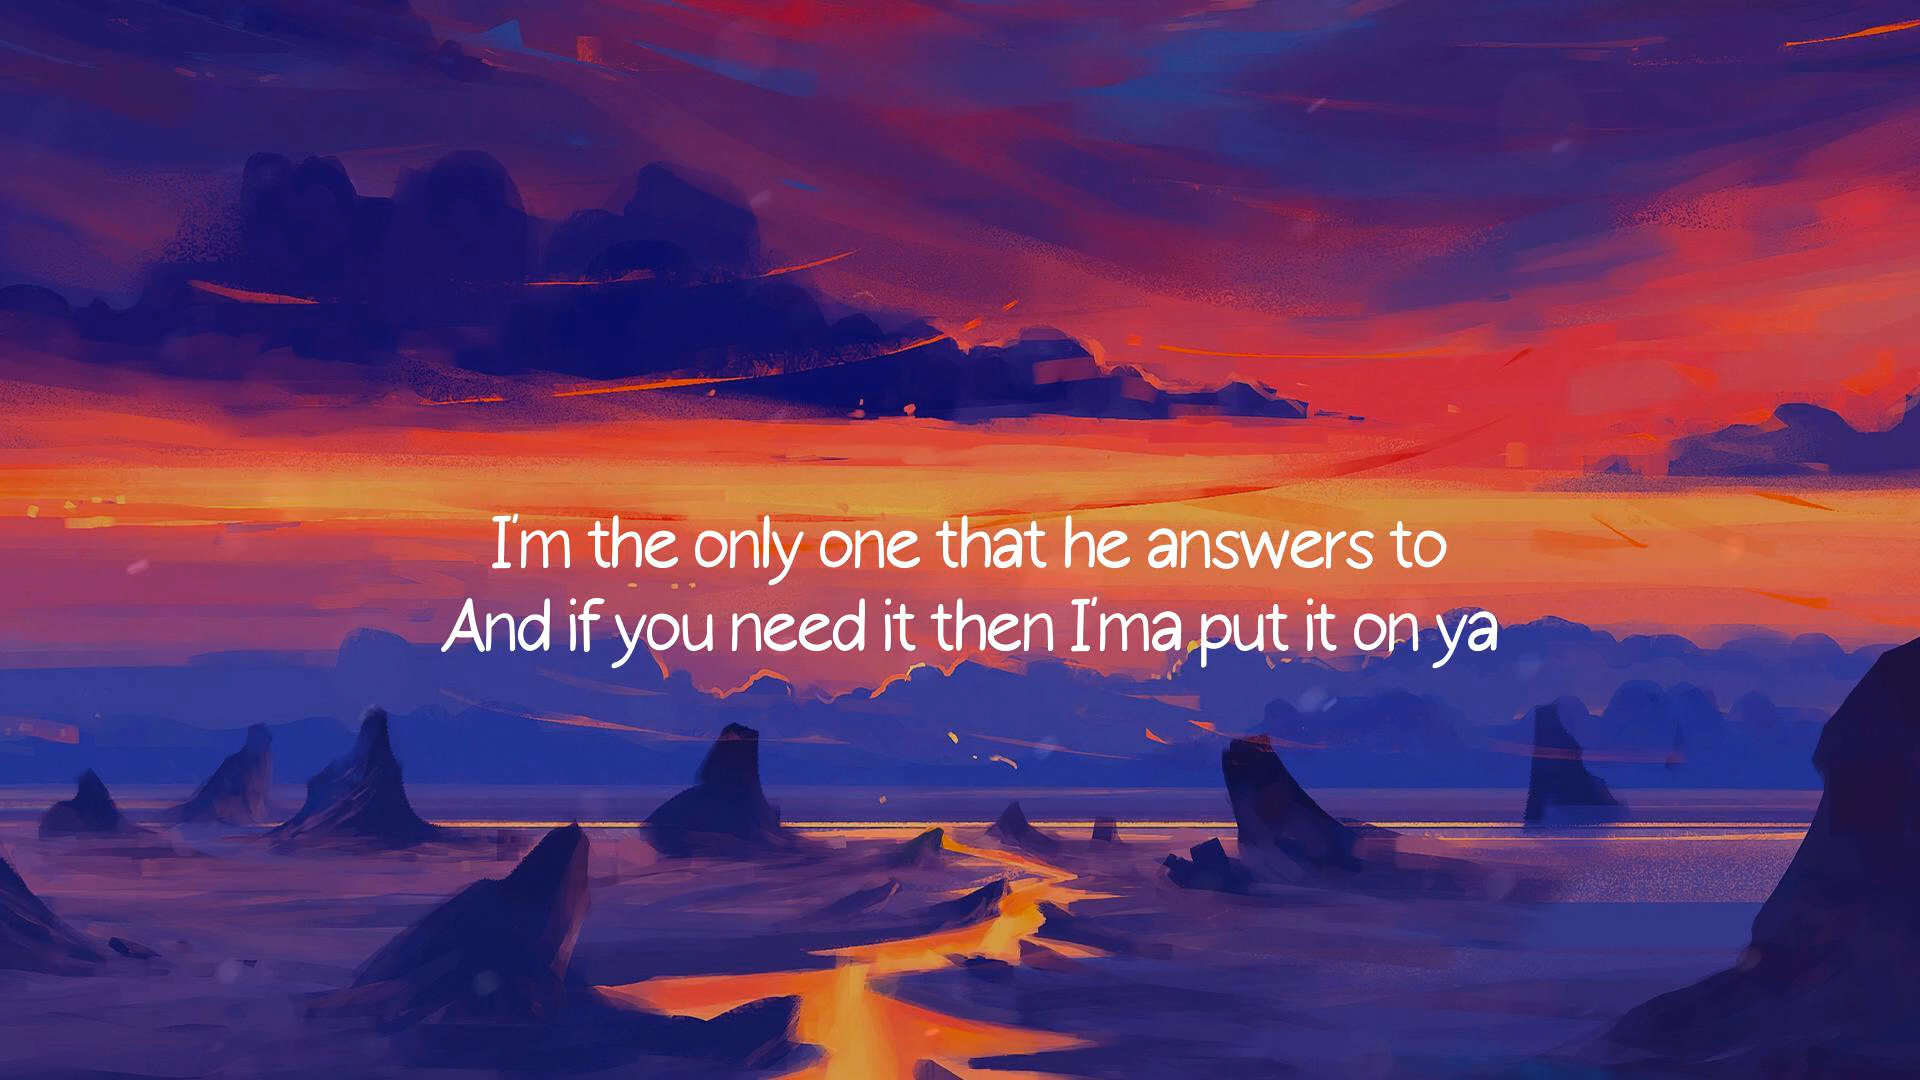 I'm the only one that he answers to
And if you need it then I'ma put it on ya